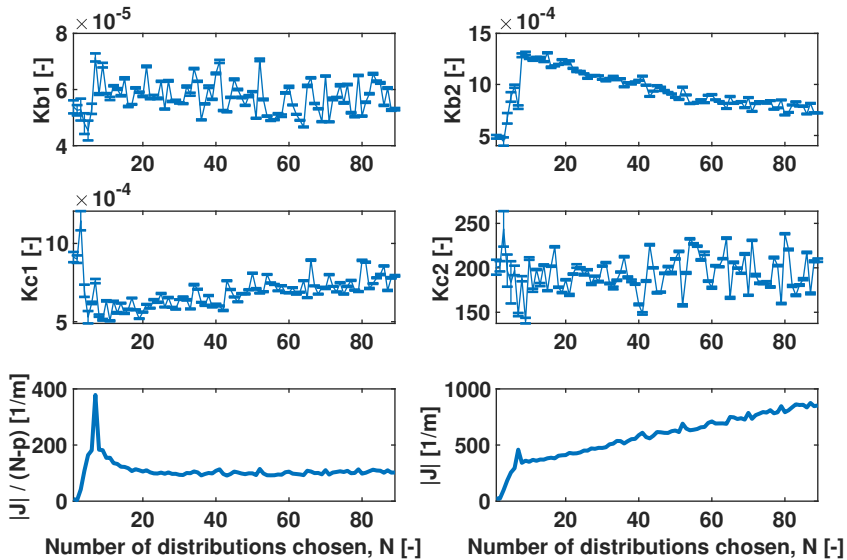 × 10-5
8
6
4
Kb1 [-]
20 40 60 80
× 10-4
15
10
5
Kb2 [-]
20 40 60 80
× 10-4
10
5
Kc1 [-]
20 40 60 80
250
200
150
Kc2 [-]
20 40 60 80
400
200
0
|J| / (N-p) [1/m]
20 40 60 80
Number of distributions chosen, N [-]
1000
500
0
|J| [1/m]
20 40 60 80
Number of distributions chosen, N [-]